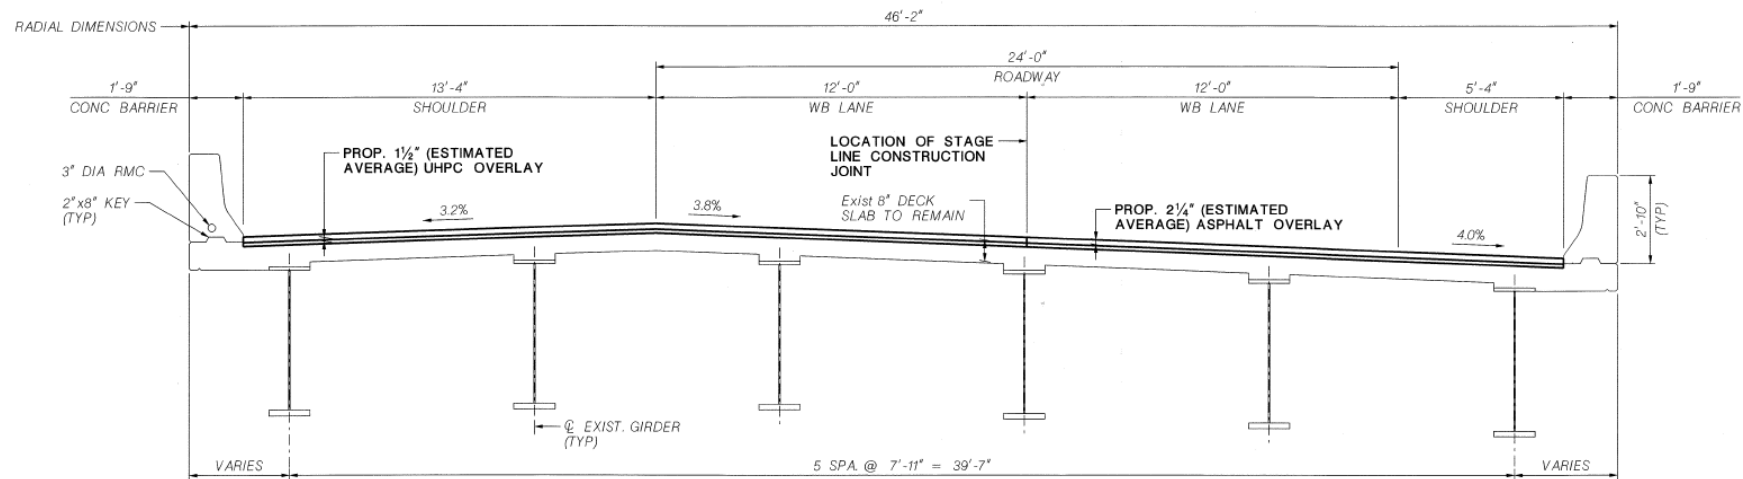 46'-2"
RADIAL DIMENSIONS
24'-0"
ROADWAY
1'-9"
CONC BARRIER
13'-4"
SHOULDER
12'-0"
WB LANE
12'-0"
WB LANE
5'-4"
SHOULDER
1'-9"
CONC BARRIER
PROP. 1½" (ESTIMATED
AVERAGE) UHPC OVERLAY
LOCATION OF STAGE
LINE CONSTRUCTION
JOINT
3" DIA RMC
2"x8" KEY
(TYP)
3.2%
3.8%
Exist 8" DECK
SLAB TO REMAIN
PROP. 2¼" (ESTIMATED
AVERAGE) ASPHALT OVERLAY
4.0%
2'-10"
(TYP)
℄ EXIST. GIRDER
(TYP)
VARIES
5 SPA. @ 7'-11" = 39'-7"
VARIES